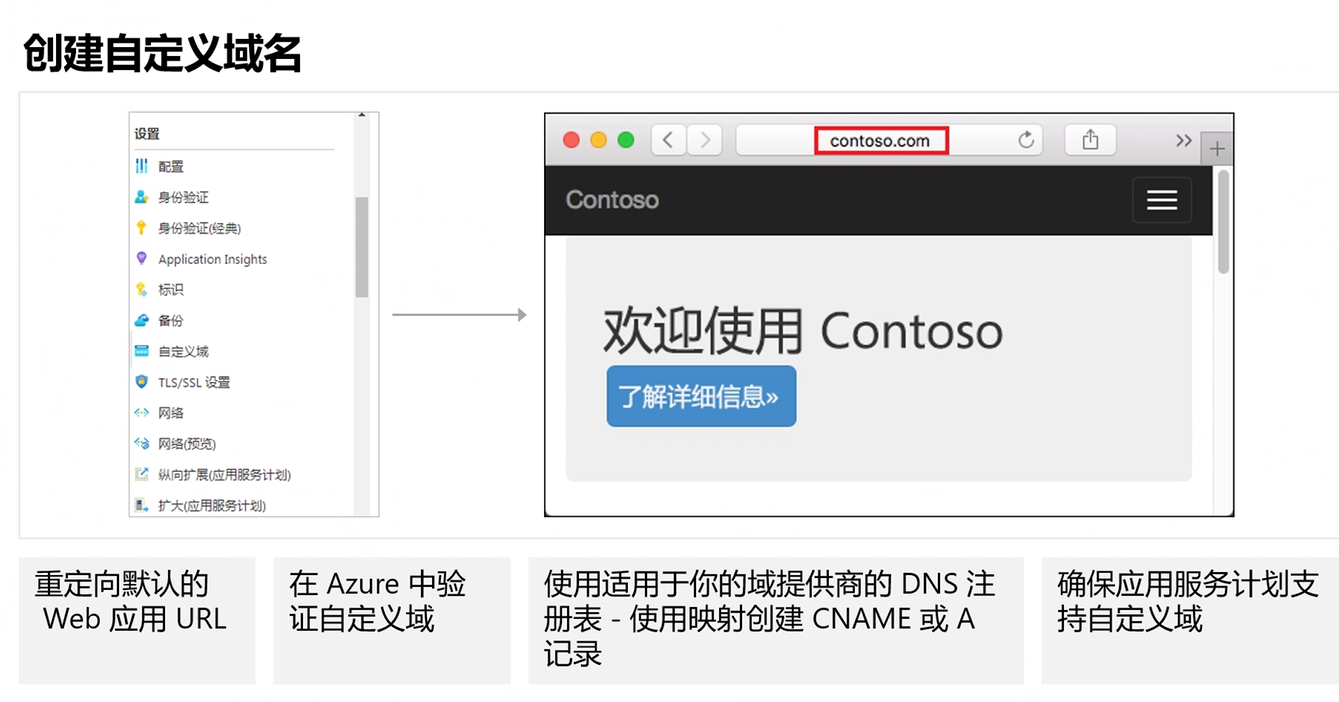 创建自定义域名
设置
配置
身份验证
身份验证(经典)
Application Insights
标识
备份
自定义域
TLS/SSL 设置
网络
网络(预览)
纵向扩展(应用服务计划)
扩大(应用服务计划)
contoso.com
Contoso
欢迎使用 Contoso
了解详细信息»
重定向默认的
Web 应用 URL
在 Azure 中验
证自定义域
使用适用于你的域提供商的 DNS 注
册表 - 使用映射创建 CNAME 或 A
记录
确保应用服务计划支
持自定义域